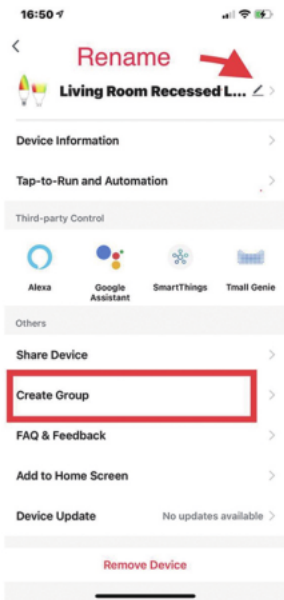 16:50
Rename
Living Room Recessed L...
Device Information
Tap-to-Run and Automation
Third-party Control
Alexa
Google Assistant
SmartThings
Tmall Genie
Others
Share Device
Create Group
FAQ & Feedback
Add to Home Screen
Device Update No updates available
Remove Device